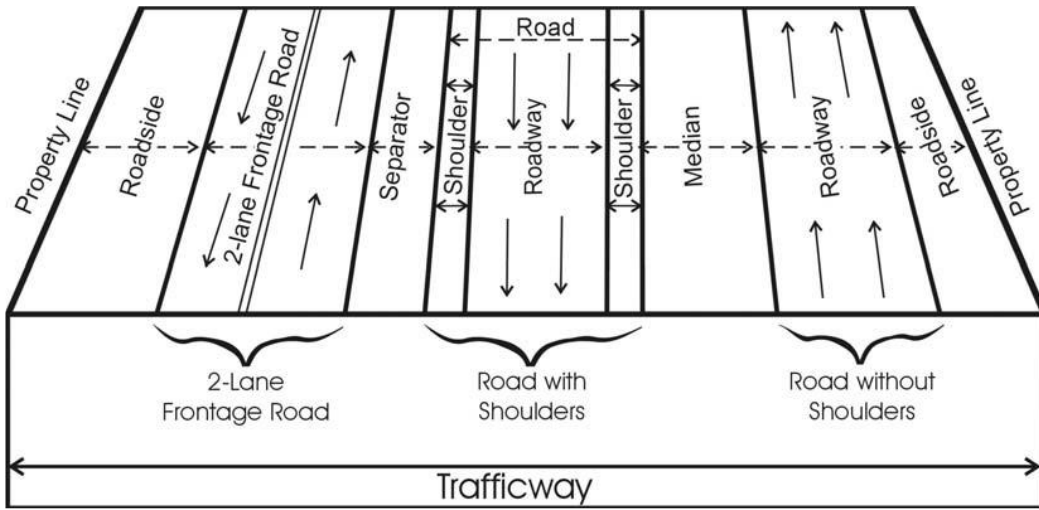 Road
Property Line
Roadside
2-lane Frontage Road
Separator
Shoulder
Roadway
Shoulder
Median
Roadway
Roadside
Property Line
2-Lane
Frontage Road
Road with
Shoulders
Road without
Shoulders
Trafficway